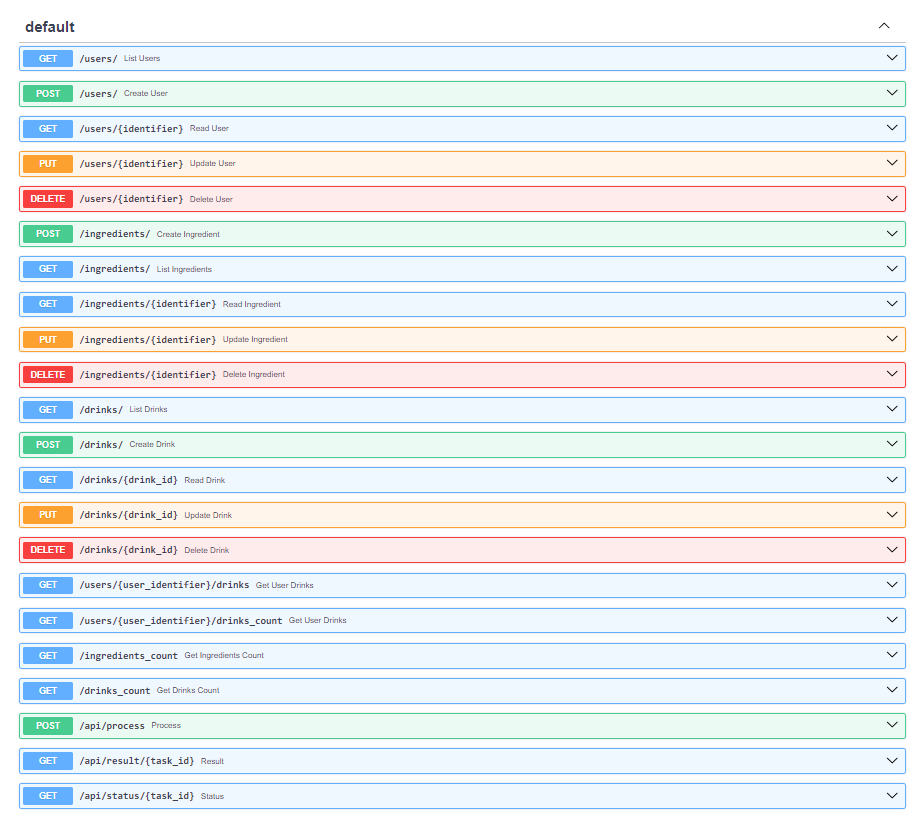 default
GET /users/ List Users
POST /users/ Create User
GET /users/{identifier} Read User
PUT /users/{identifier} Update User
DELETE /users/{identifier} Delete User
POST /ingredients/ Create Ingredient
GET /ingredients/ List Ingredients
GET /ingredients/{identifier} Read Ingredient
PUT /ingredients/{identifier} Update Ingredient
DELETE /ingredients/{identifier} Delete Ingredient
GET /drinks/ List Drinks
POST /drinks/ Create Drink
GET /drinks/{drink_id} Read Drink
PUT /drinks/{drink_id} Update Drink
DELETE /drinks/{drink_id} Delete Drink
GET /users/{user_identifier}/drinks Get User Drinks
GET /users/{user_identifier}/drinks_count Get User Drinks
GET /ingredients_count Get Ingredients Count
GET /drinks_count Get Drinks Count
POST /api/process Process
GET /api/result/{task_id} Result
GET /api/status/{task_id} Status